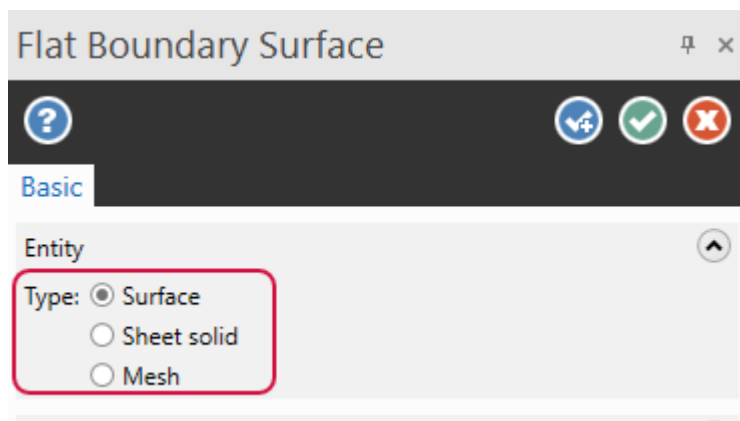 Flat Boundary Surface
Basic
Entity
Type: Surface
Sheet solid
Mesh